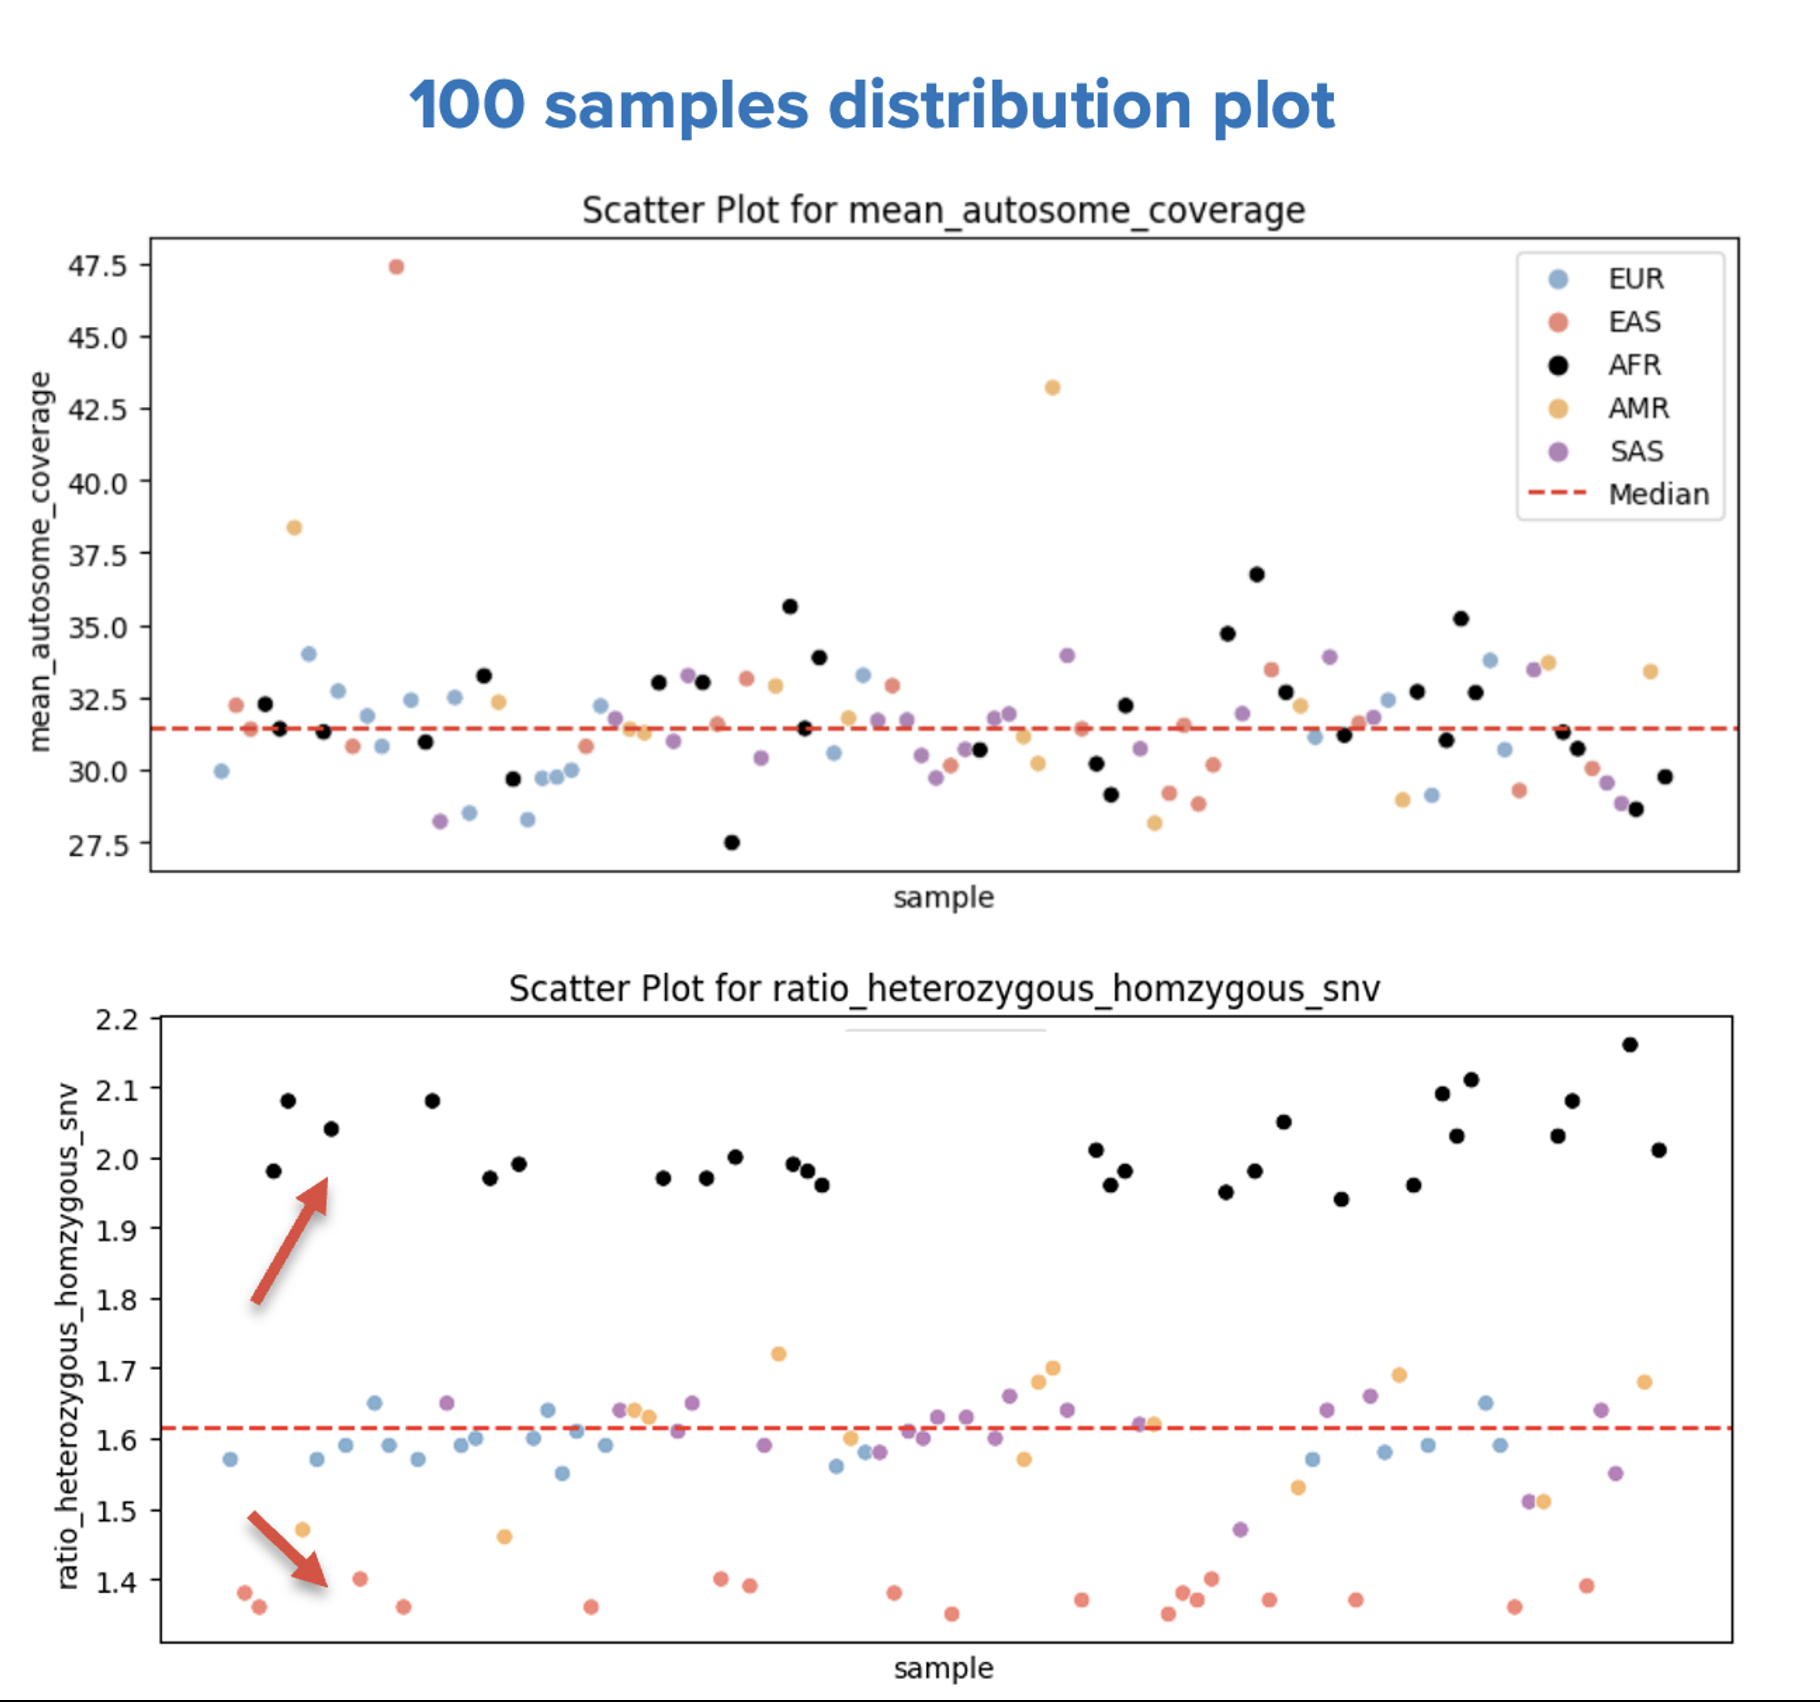 100 samples distribution plot
Scatter Plot for mean_autosome_coverage
mean_autosome_coverage
47.5
45.0
42.5
40.0
37.5
35.0
32.5
30.0
27.5
EUR
EAS
AFR
AMR
SAS
Median
sample
Scatter Plot for ratio_heterozygous_homzygous_snv
ratio_heterozygous_homzygous_snv
2.2
2.1
2.0
1.9
1.8
1.7
1.6
1.5
1.4
sample